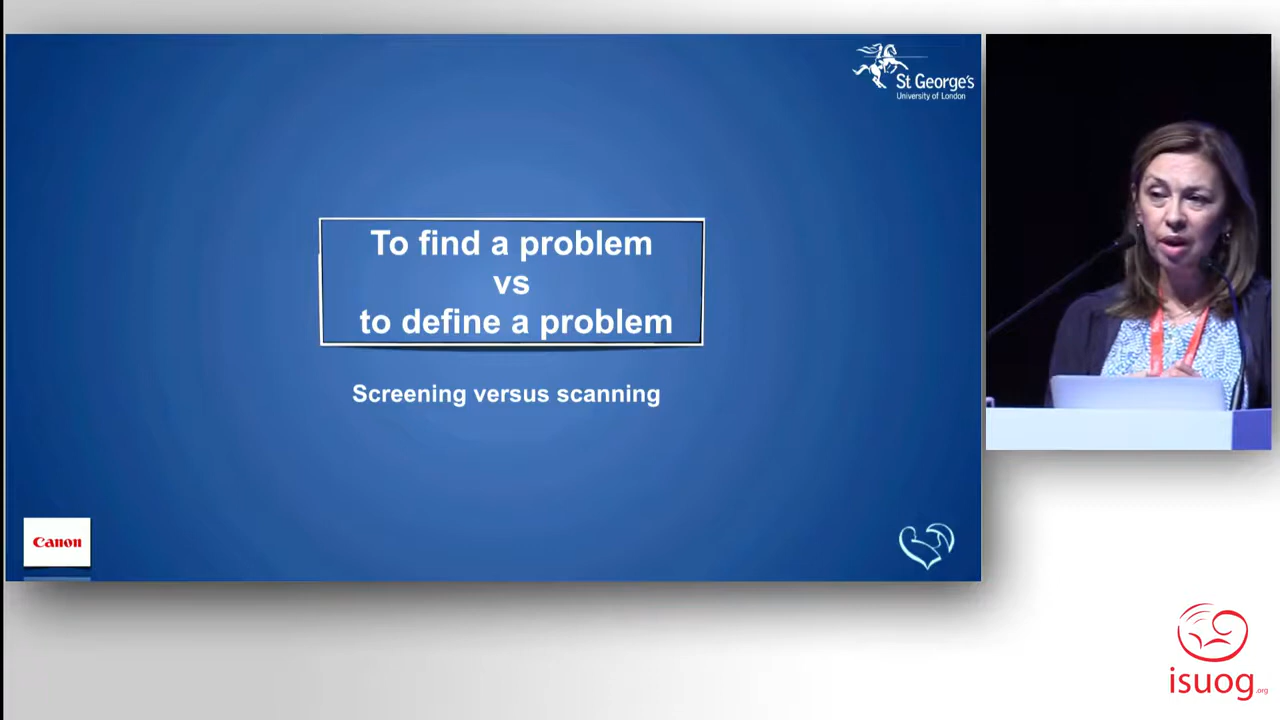 St George's
University of London
To find a problem
vs
to define a problem
Screening versus scanning
Canon
isuog.org